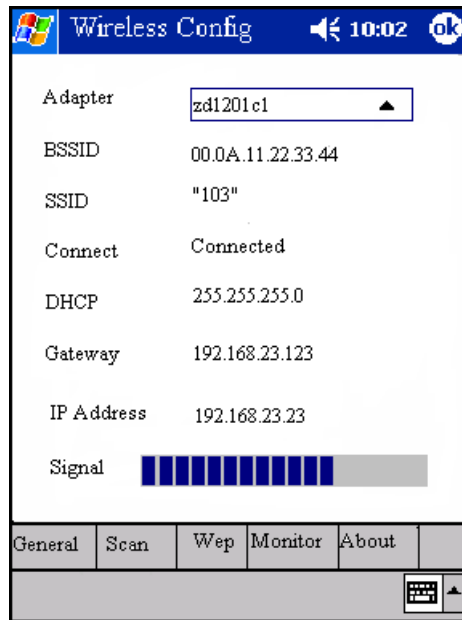 Wireless Config 10:02 ok
Adapter zd1201c1
BSSID 00.0A.11.22.33.44
SSID "103"
Connect Connected
DHCP 255.255.255.0
Gateway 192.168.23.123
IP Address 192.168.23.23
Signal
General Scan Wep Monitor About